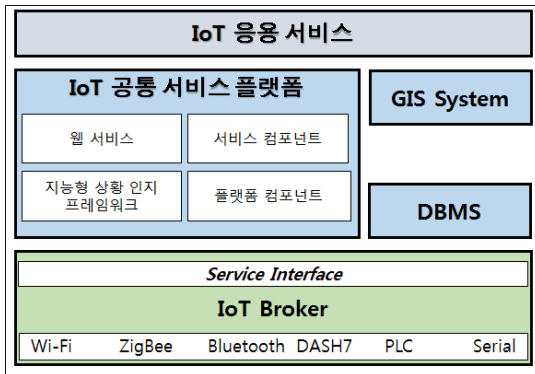 IoT 응용 서비스
IoT 공통 서비스 플랫폼
웹 서비스
서비스 컴포넌트
지능형 상황 인지
프레임워크
플랫폼 컴포넌트
GIS System
DBMS
Service Interface
IoT Broker
Wi-Fi ZigBee Bluetooth DASH7 PLC Serial